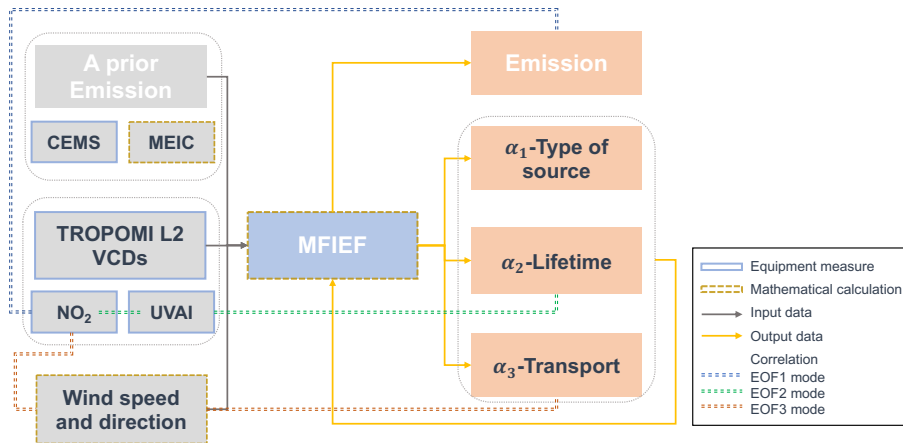 A prior
Emission
CEMS
MEIC
TROPOMI L2
VCDs
NO₂
UVAI
Wind speed
and direction
MFIEF
Emission
α₁-Type of
source
α₂-Lifetime
α₃-Transport
Equipment measure
Mathematical calculation
Input data
Output data
Correlation
EOF1 mode
EOF2 mode
EOF3 mode